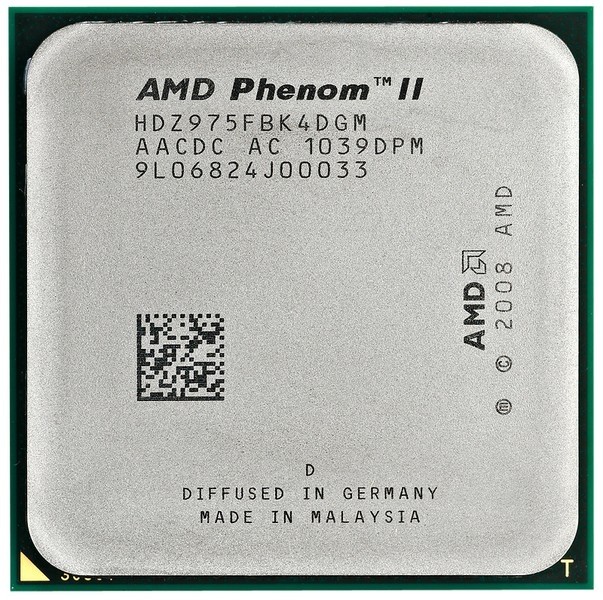 AMD Phenom™ II
HDZ975FBK4DGM
AACDC AC 1039DPM
9L06824J00033
AMD
ⓜ © 2008 AMD
D
DIFFUSED IN GERMANY
MADE IN MALAYSIA
T